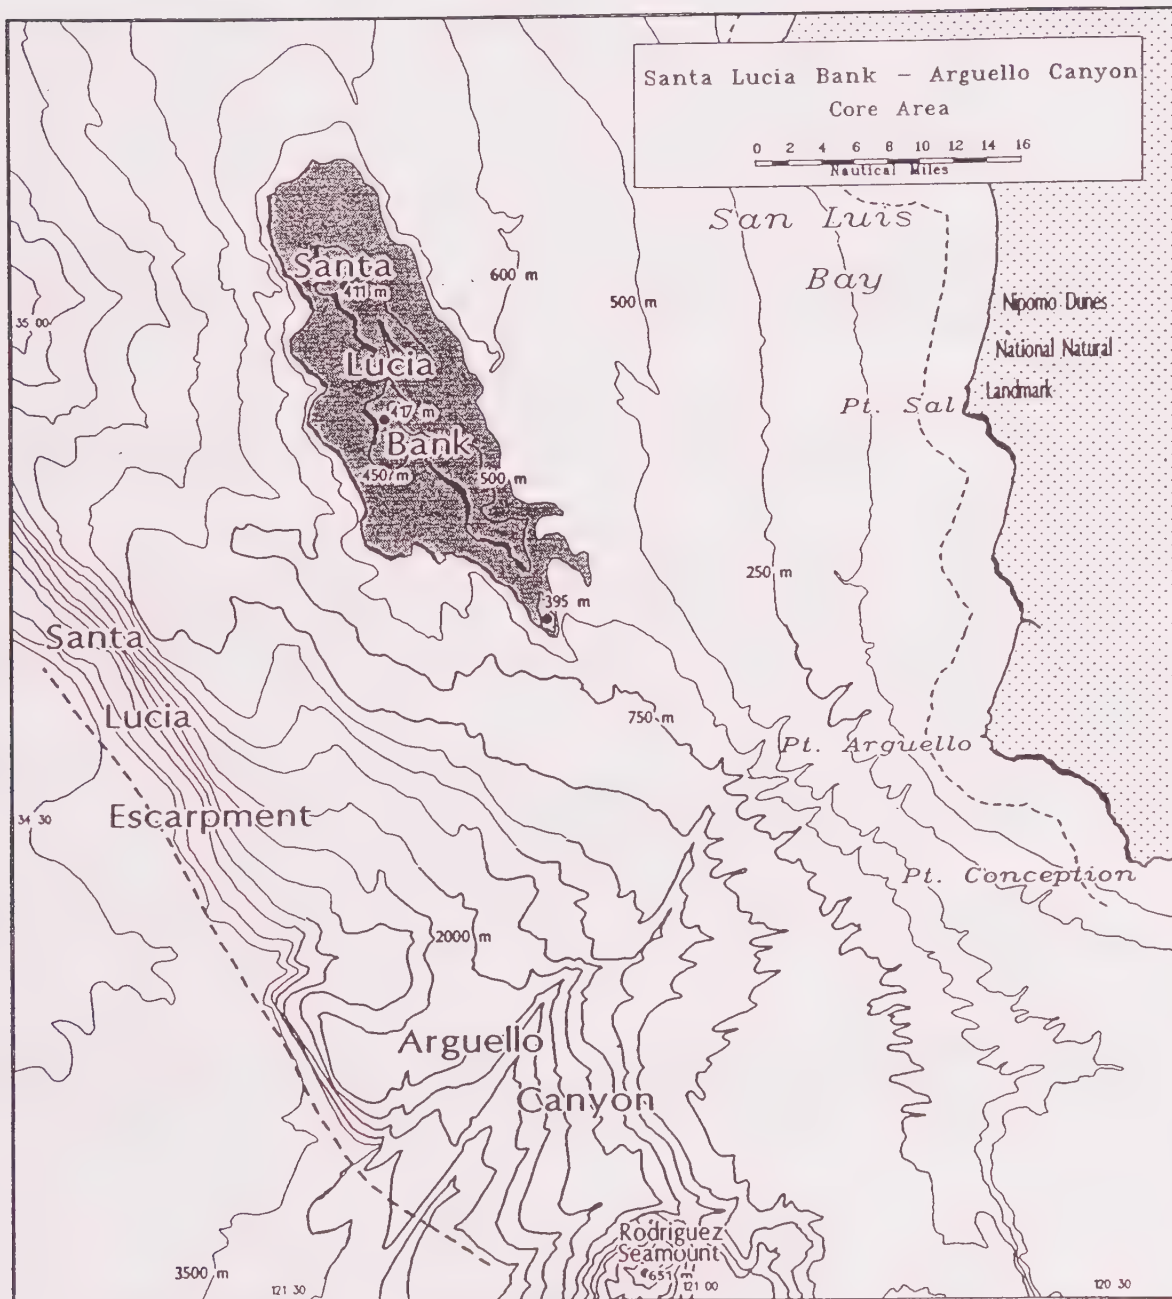 Santa Lucia Bank - Arguello Canyon
Core Area
0 2 4 6 8 10 12 14 16
Nautical Miles
San Luis
Bay
600 m
500 m
Santa
411 m
Nipomo Dunes
National Natural
Landmark
35 00
Lucia
Pt. Sal
417 m
Bank
450 m
500 m
250 m
395 m
Santa
Lucia
Escarpment
750 m
Pt. Arguello
34 30
Pt. Conception
2000 m
Arguello
Canyon
Rodriguez
Seamount
651 m
3500 m
121 30
121 00
120 30